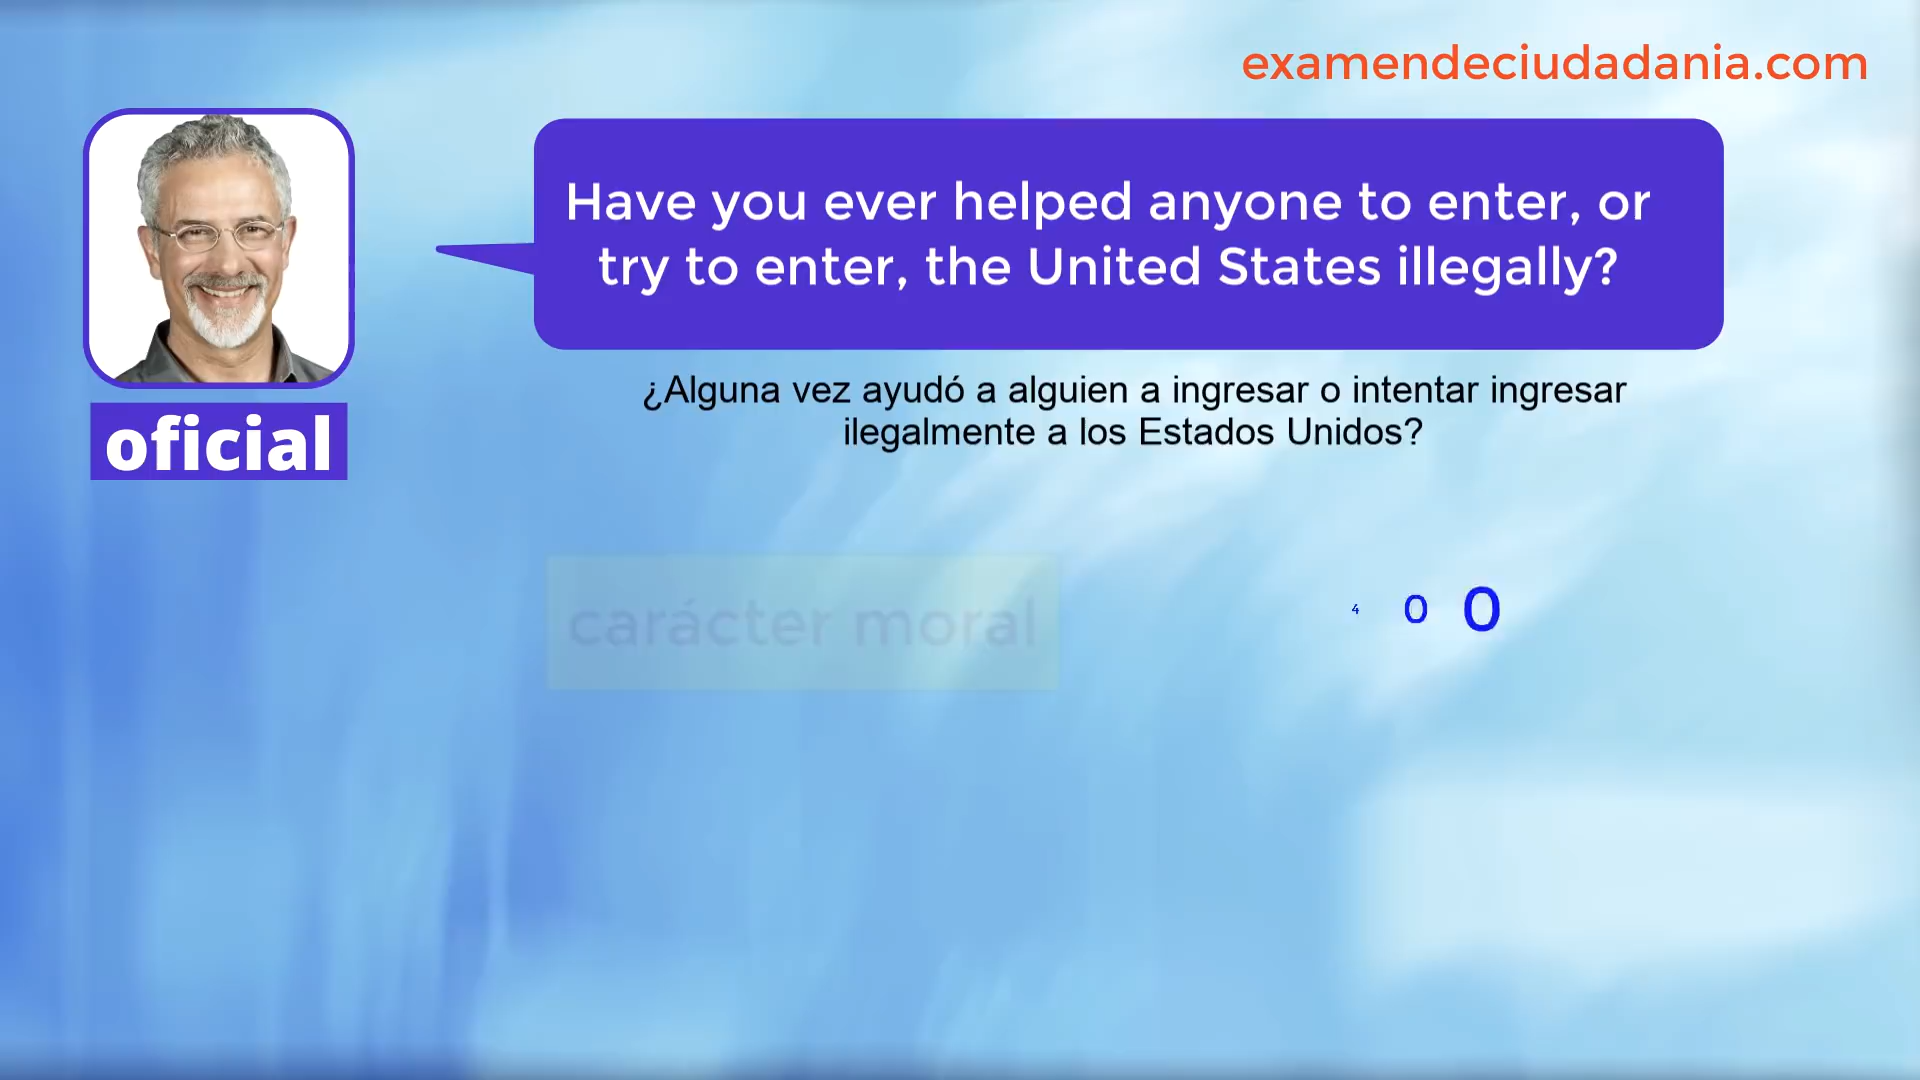 examendeciudadania.com
Have you ever helped anyone to enter, or
try to enter, the United States illegally?
¿Alguna vez ayudó a alguien a ingresar o intentar ingresar
ilegalmente a los Estados Unidos?
oficial
carácter moral
4 0 0